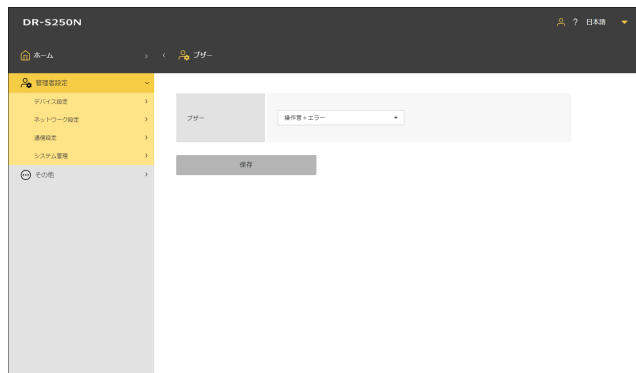 DR-S250N
? 日本語
ホーム
ブザー
管理者設定
デバイス設定
ネットワーク設定
通信設定
システム管理
その他
ブザー
操作音+エラー
保存